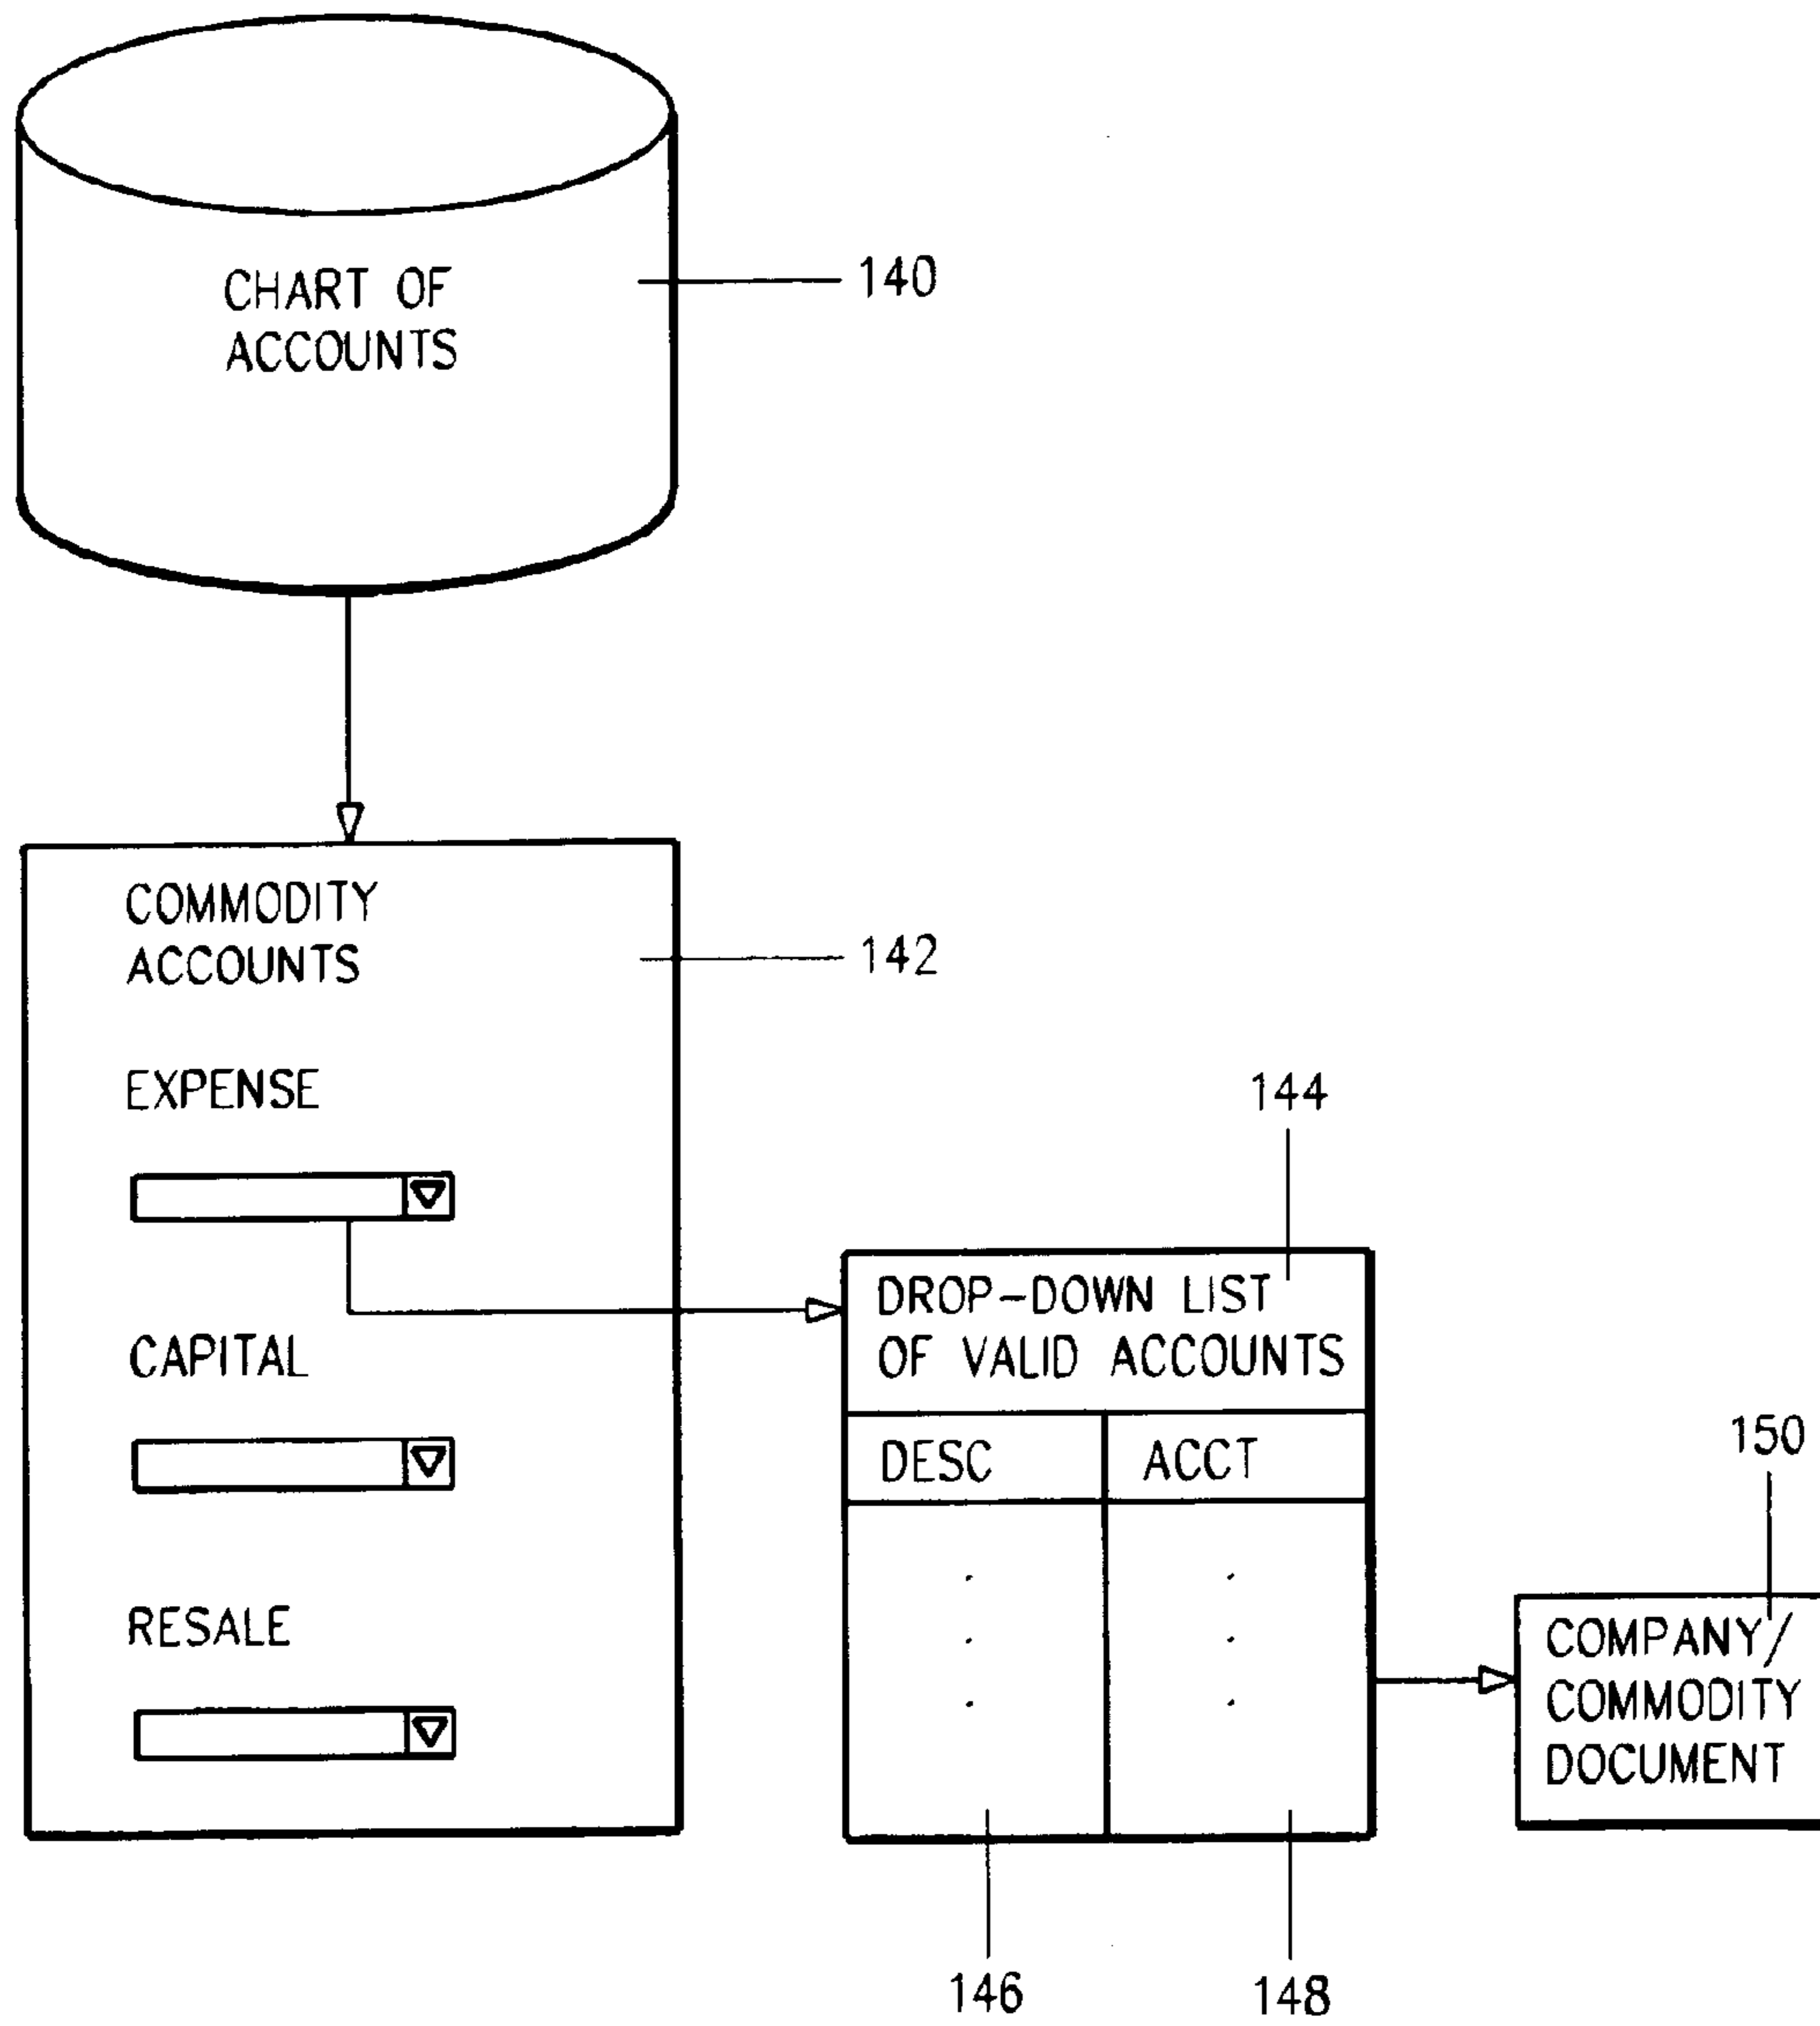 CHART OF
ACCOUNTS
140
COMMODITY
ACCOUNTS
142
EXPENSE
CAPITAL
RESALE
144
DROP-DOWN LIST
OF VALID ACCOUNTS
DESC ACCT
146
148
150
COMPANY/
COMMODITY
DOCUMENT